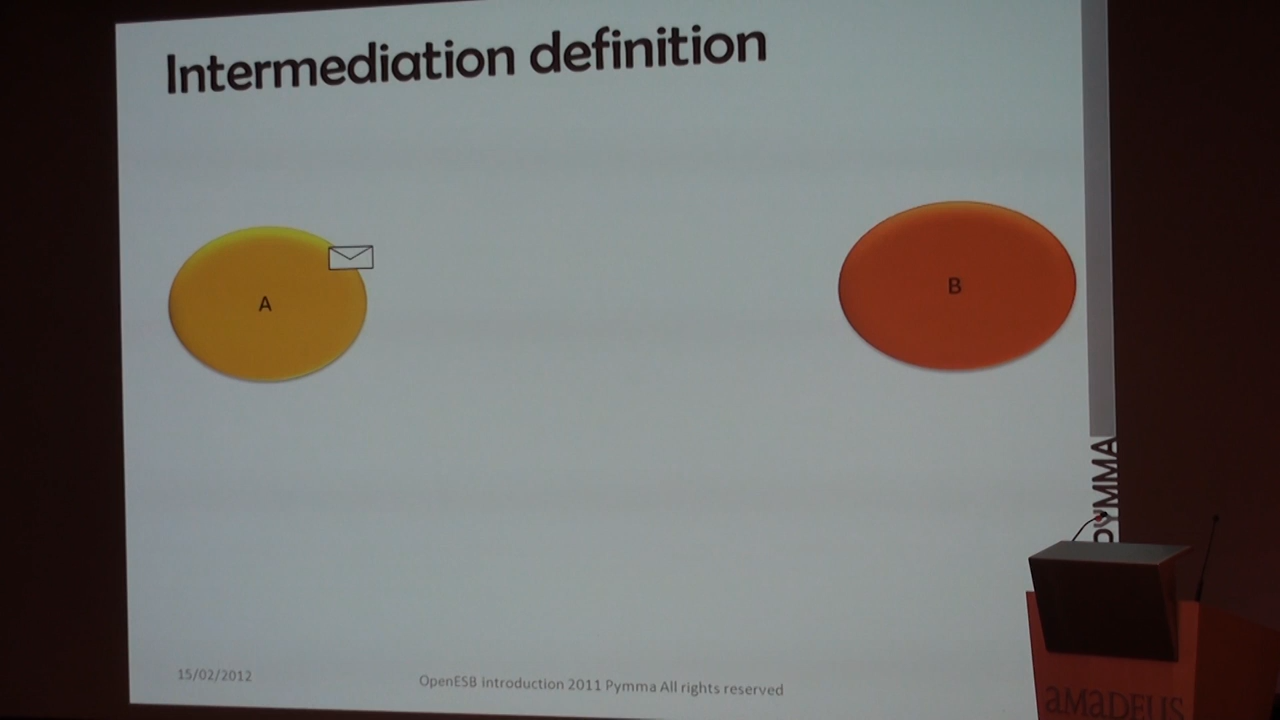 Intermediation definition
A
B
PYMMA
15/02/2012
OpenESB introduction 2011 Pymma All rights reserved
amaDEUS